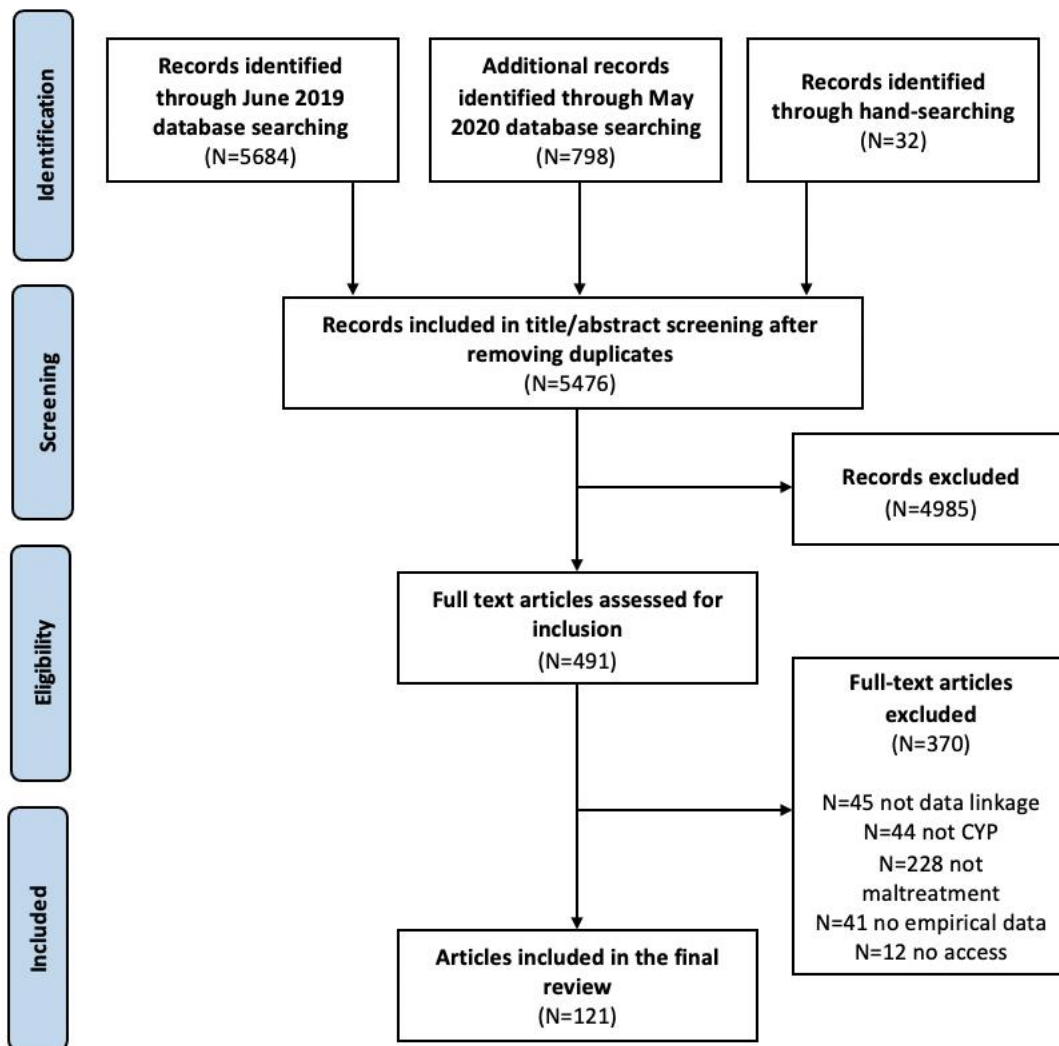 Identification
Records identified
through June 2019
database searching
(N=5684)
Additional records
identified through May
2020 database searching
(N=798)
Records identified
through hand-searching
(N=32)
Screening
Records included in title/abstract screening after
removing duplicates
(N=5476)
Records excluded
(N=4985)
Eligibility
Full text articles assessed for
inclusion
(N=491)
Full-text articles
excluded
(N=370)
N=45 not data linkage
N=44 not CYP
N=228 not
maltreatment
N=41 no empirical data
N=12 no access
Included
Articles included in the final
review
(N=121)